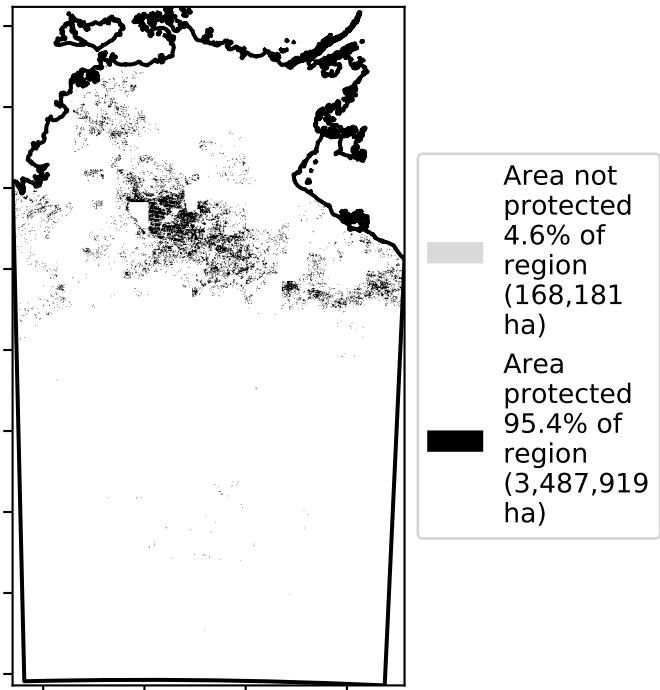 Area not
protected
4.6% of
region
(168,181
ha)
Area
protected
95.4% of
region
(3,487,919
ha)